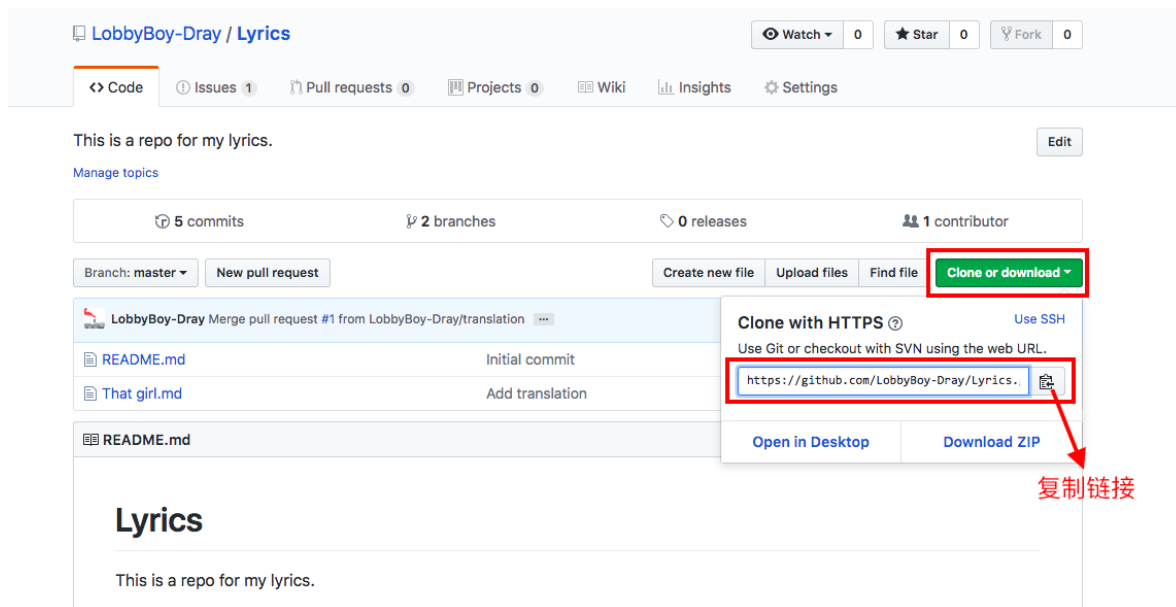 LobbyBoy-Dray / Lyrics
Watch 0 Star 0 Fork 0
Code Issues 1 Pull requests 0 Projects 0 Wiki Insights Settings
This is a repo for my lyrics. Edit
Manage topics
5 commits 2 branches 0 releases 1 contributor
Branch: master New pull request Create new file Upload files Find file Clone or download
LobbyBoy-Dray Merge pull request #1 from LobbyBoy-Dray/translation ...
README.md Initial commit
That girl.md Add translation
Clone with HTTPS ? Use SSH
Use Git or checkout with SVN using the web URL.
https://github.com/LobbyBoy-Dray/Lyrics.
Open in Desktop Download ZIP
复制链接
README.md
Lyrics
This is a repo for my lyrics.